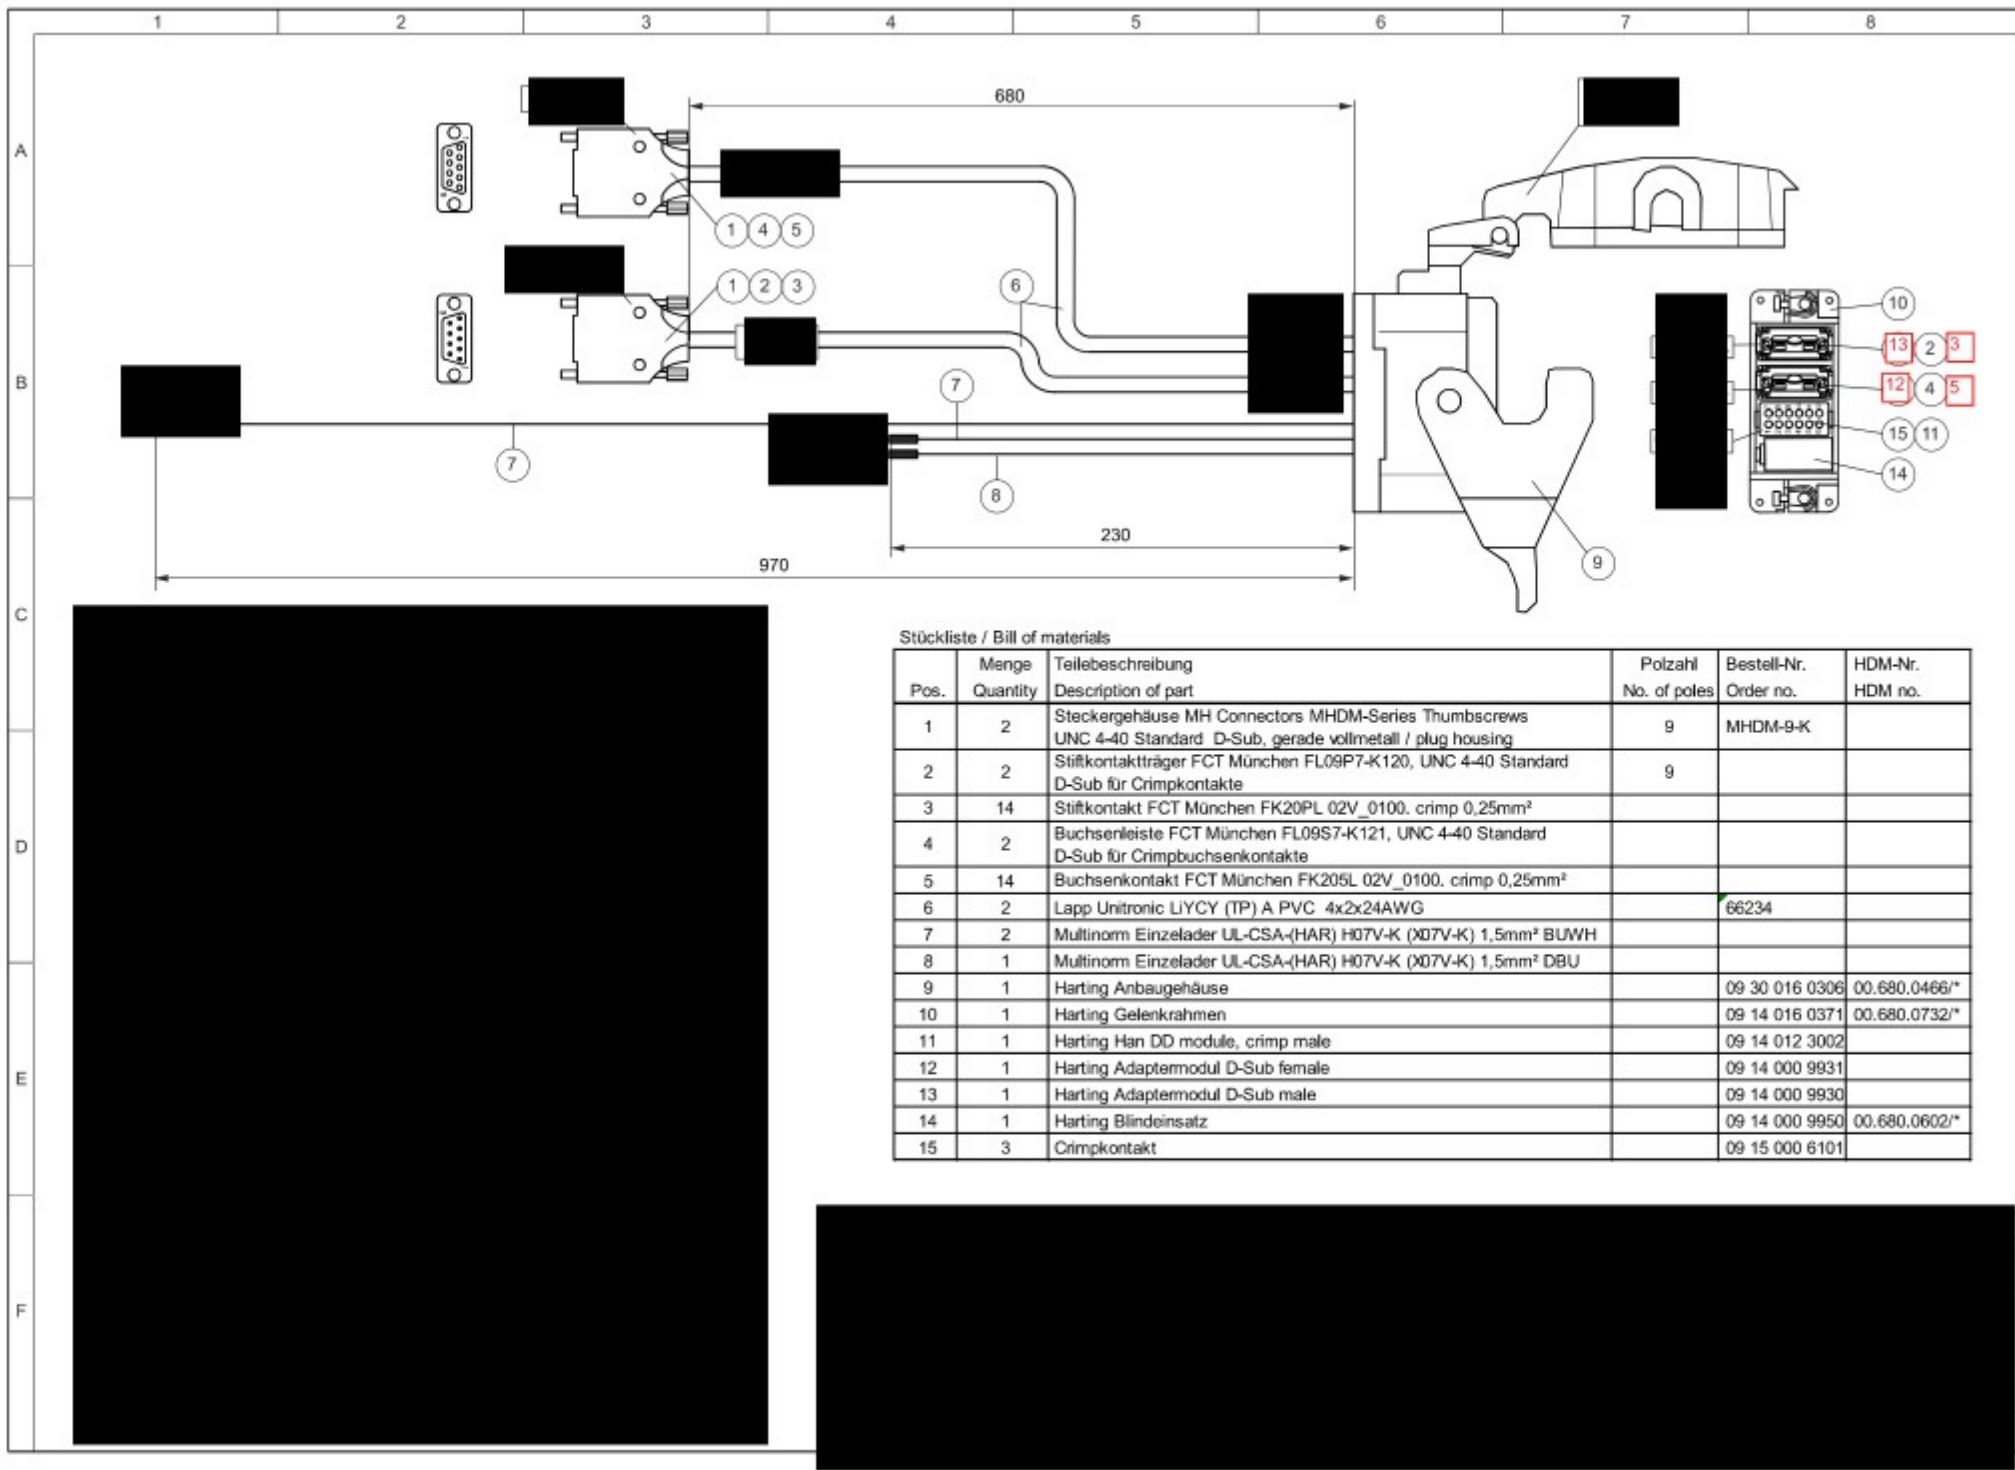 1 2 3 4 5 6 7 8
A
680
1 4 5
B
1 2 3
6
10
13 2 3
7
12 4 5
15 11
7
14
8
230
9
970
C
Stückliste / Bill of materials
Menge Teilebeschreibung Polzahl Bestell-Nr. HDM-Nr.
Pos. Quantity Description of part No. of poles Order no. HDM no.
1 2 Steckergehäuse MH Connectors MHDM-Series Thumbscrews 9 MHDM-9-K
UNC 4-40 Standard D-Sub, gerade vollmetall / plug housing
2 2 Stiftkontaktträger FCT München FL09P7-K120, UNC 4-40 Standard 9
D-Sub für Crimpkontakte
3 14 Stiftkontakt FCT München FK20PL 02V_0100. crimp 0,25mm²
D
4 2 Buchsenleiste FCT München FL09S7-K121, UNC 4-40 Standard
D-Sub für Crimpbuchsenkontakte
5 14 Buchsenkontakt FCT München FK205L 02V_0100. crimp 0,25mm²
6 2 Lapp Unitronic LiYCY (TP) A PVC 4x2x24AWG 66234
7 2 Multinorm Einzelader UL-CSA-(HAR) H07V-K (X07V-K) 1,5mm² BUWH
8 1 Multinorm Einzelader UL-CSA-(HAR) H07V-K (X07V-K) 1,5mm² DBU
9 1 Harting Anbaugehäuse 09 30 016 0306 00.680.0466/*
10 1 Harting Gelenkrahmen 09 14 016 0371 00.680.0732/*
11 1 Harting Han DD module, crimp male 09 14 012 3002
E
12 1 Harting Adaptermodul D-Sub female 09 14 000 9931
13 1 Harting Adaptermodul D-Sub male 09 14 000 9930
14 1 Harting Blindeinsatz 09 14 000 9950 00.680.0602/*
15 3 Crimpkontakt 09 15 000 6101
F